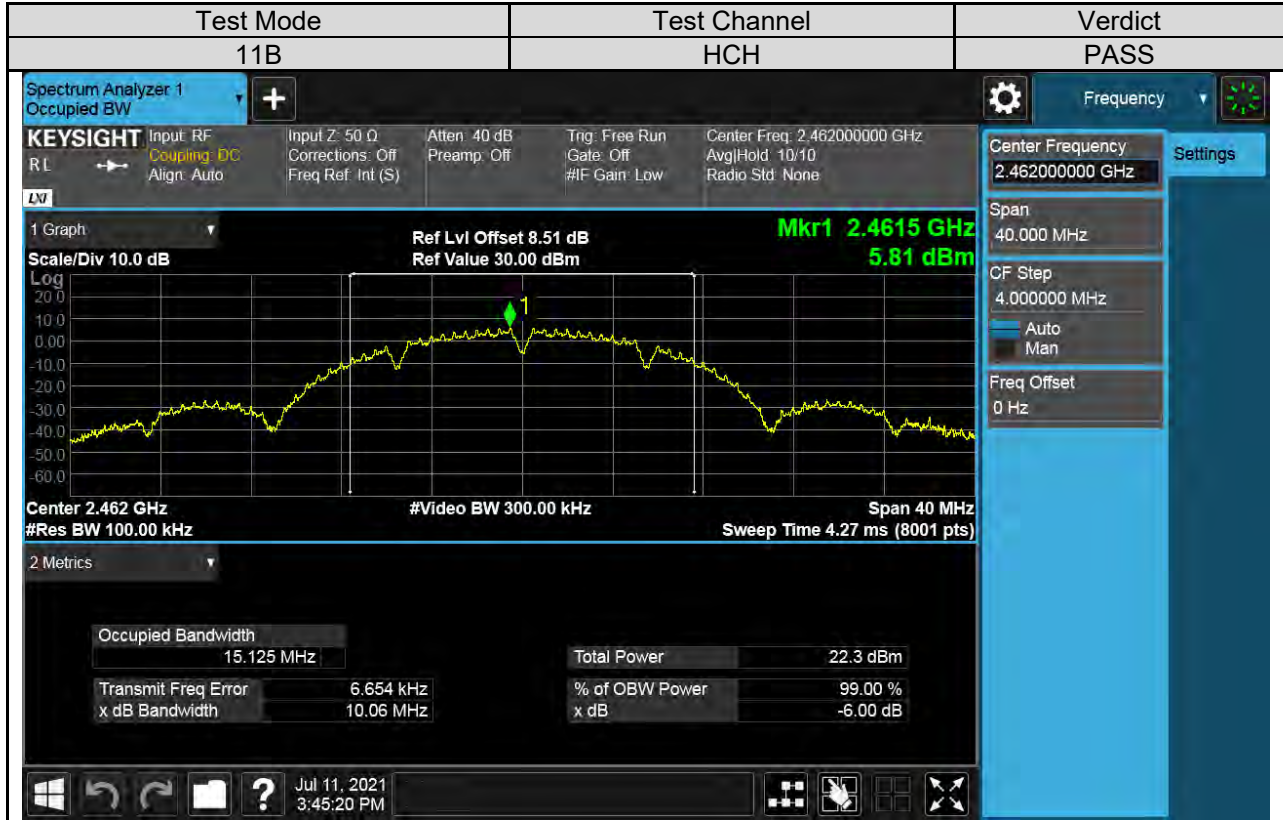 Test Mode Test Channel Verdict
11B HCH PASS
Spectrum Analyzer 1
Occupied BW
+
Frequency
KEYSIGHT Input: RF Input Z: 50 Ω Atten: 40 dB Trig: Free Run Center Freq: 2.462000000 GHz
RL Coupling: DC Corrections: Off Preamp: Off Gate: Off Avg|Hold: 10/10
Align: Auto Freq Ref: Int (S) #IF Gain: Low Radio Std: None
LXI
Center Frequency
2.462000000 GHz
Settings
Span
40.000 MHz
CF Step
4.000000 MHz
Auto
Man
Freq Offset
0 Hz
1 Graph Ref Lvl Offset 8.51 dB Mkr1 2.4615 GHz
Scale/Div 10.0 dB Ref Value 30.00 dBm 5.81 dBm
Log
20.0
10.0
0.00
-10.0
-20.0
-30.0
-40.0
-50.0
-60.0
1
Center 2.462 GHz #Video BW 300.00 kHz Span 40 MHz
#Res BW 100.00 kHz Sweep Time 4.27 ms (8001 pts)
2 Metrics
Occupied Bandwidth
15.125 MHz Total Power 22.3 dBm
Transmit Freq Error 6.654 kHz % of OBW Power 99.00 %
x dB Bandwidth 10.06 MHz x dB -6.00 dB
? Jul 11, 2021
3:45:20 PM